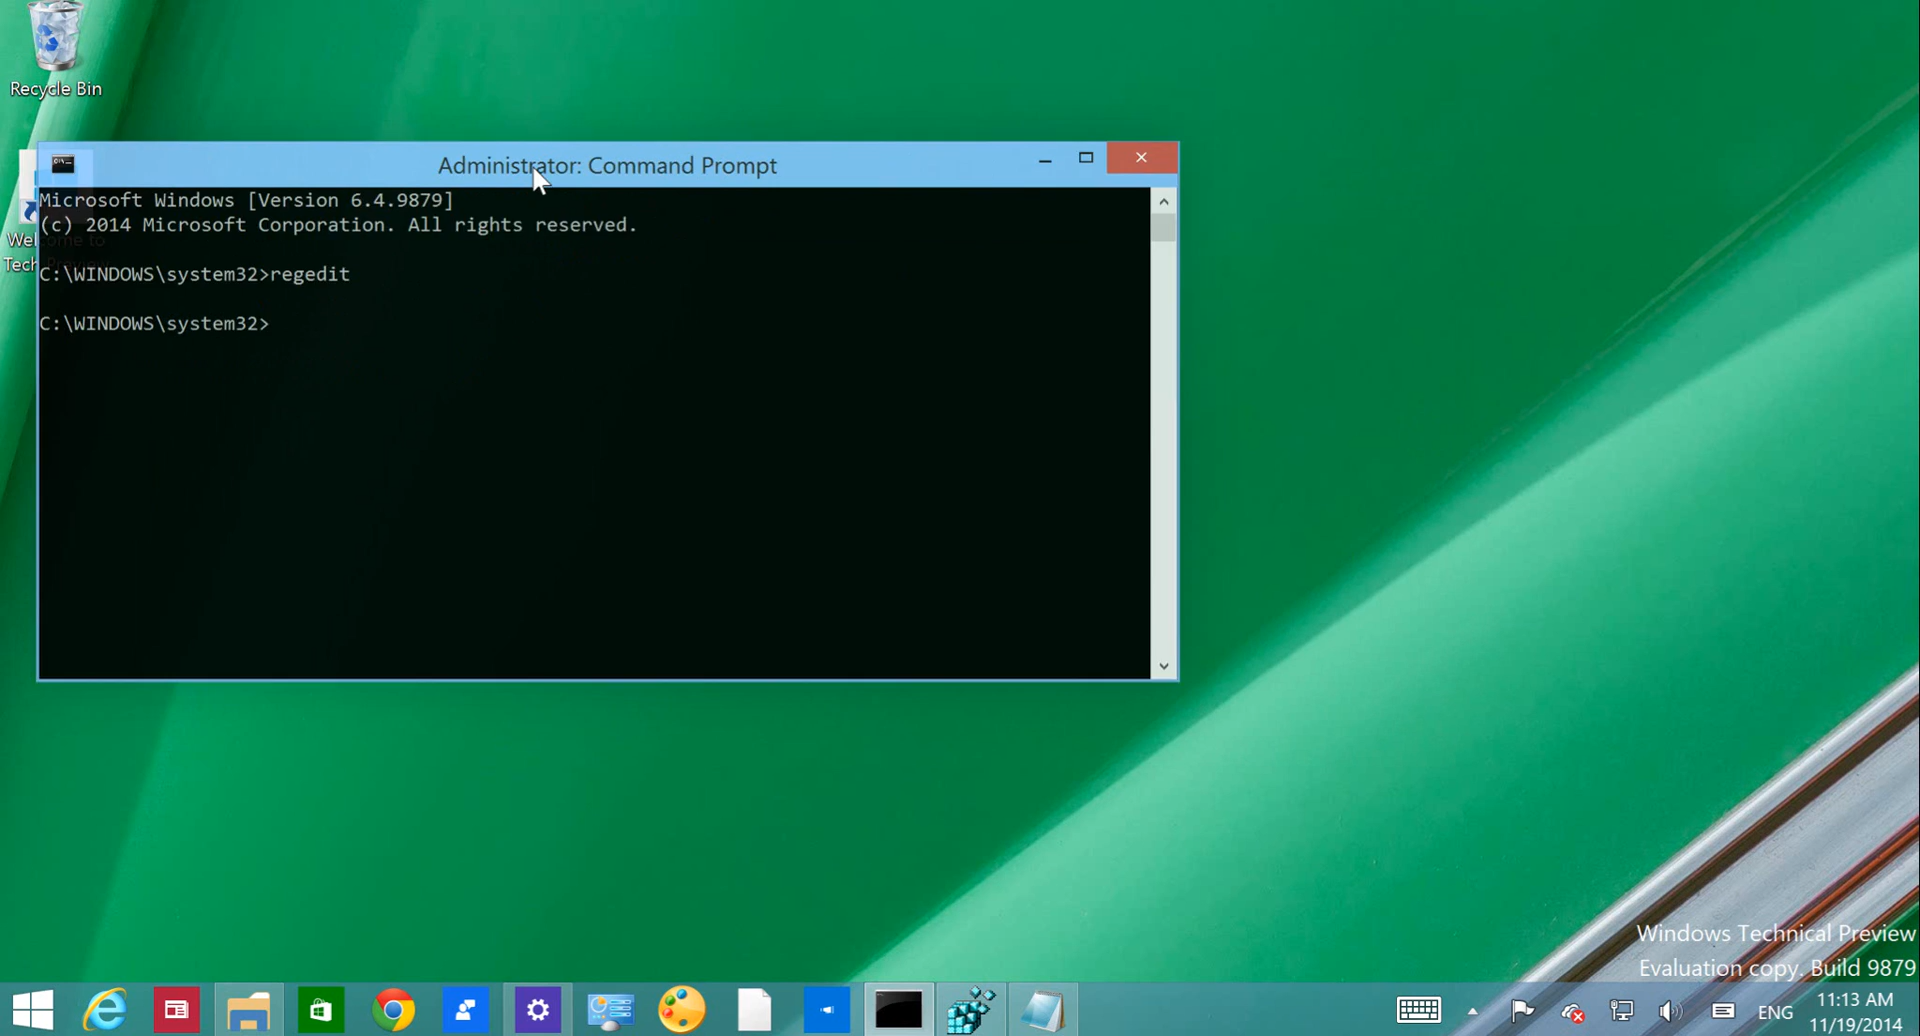 Recycle Bin
Administrator: Command Prompt
Microsoft Windows [Version 6.4.9879]
(c) 2014 Microsoft Corporation. All rights reserved.
Welcome to
Tech Preview
C:\WINDOWS\system32>regedit
C:\WINDOWS\system32>
Windows Technical Preview
Evaluation copy. Build 9879
ENG
11:13 AM
11/19/2014